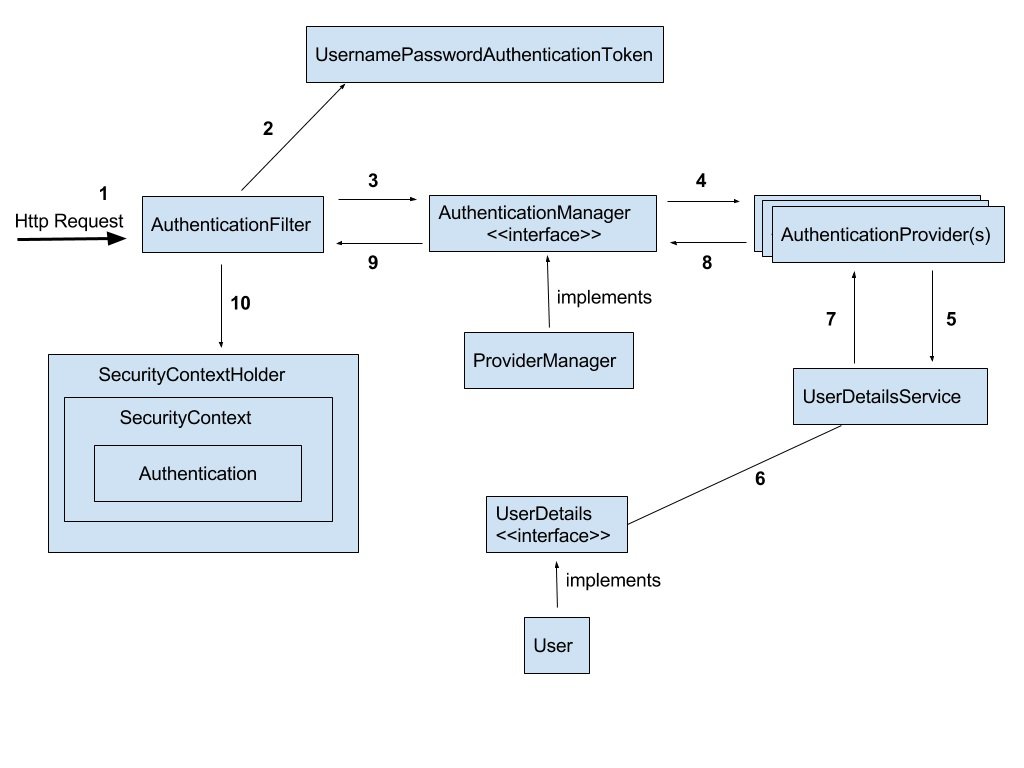 UsernamePasswordAuthenticationToken
2
1
Http Request
AuthenticationFilter
3
AuthenticationManager
<<interface>>
4
AuthenticationProvider(s)
9
8
10
implements
7
5
ProviderManager
SecurityContextHolder
SecurityContext
Authentication
UserDetailsService
6
UserDetails
<<interface>>
implements
User